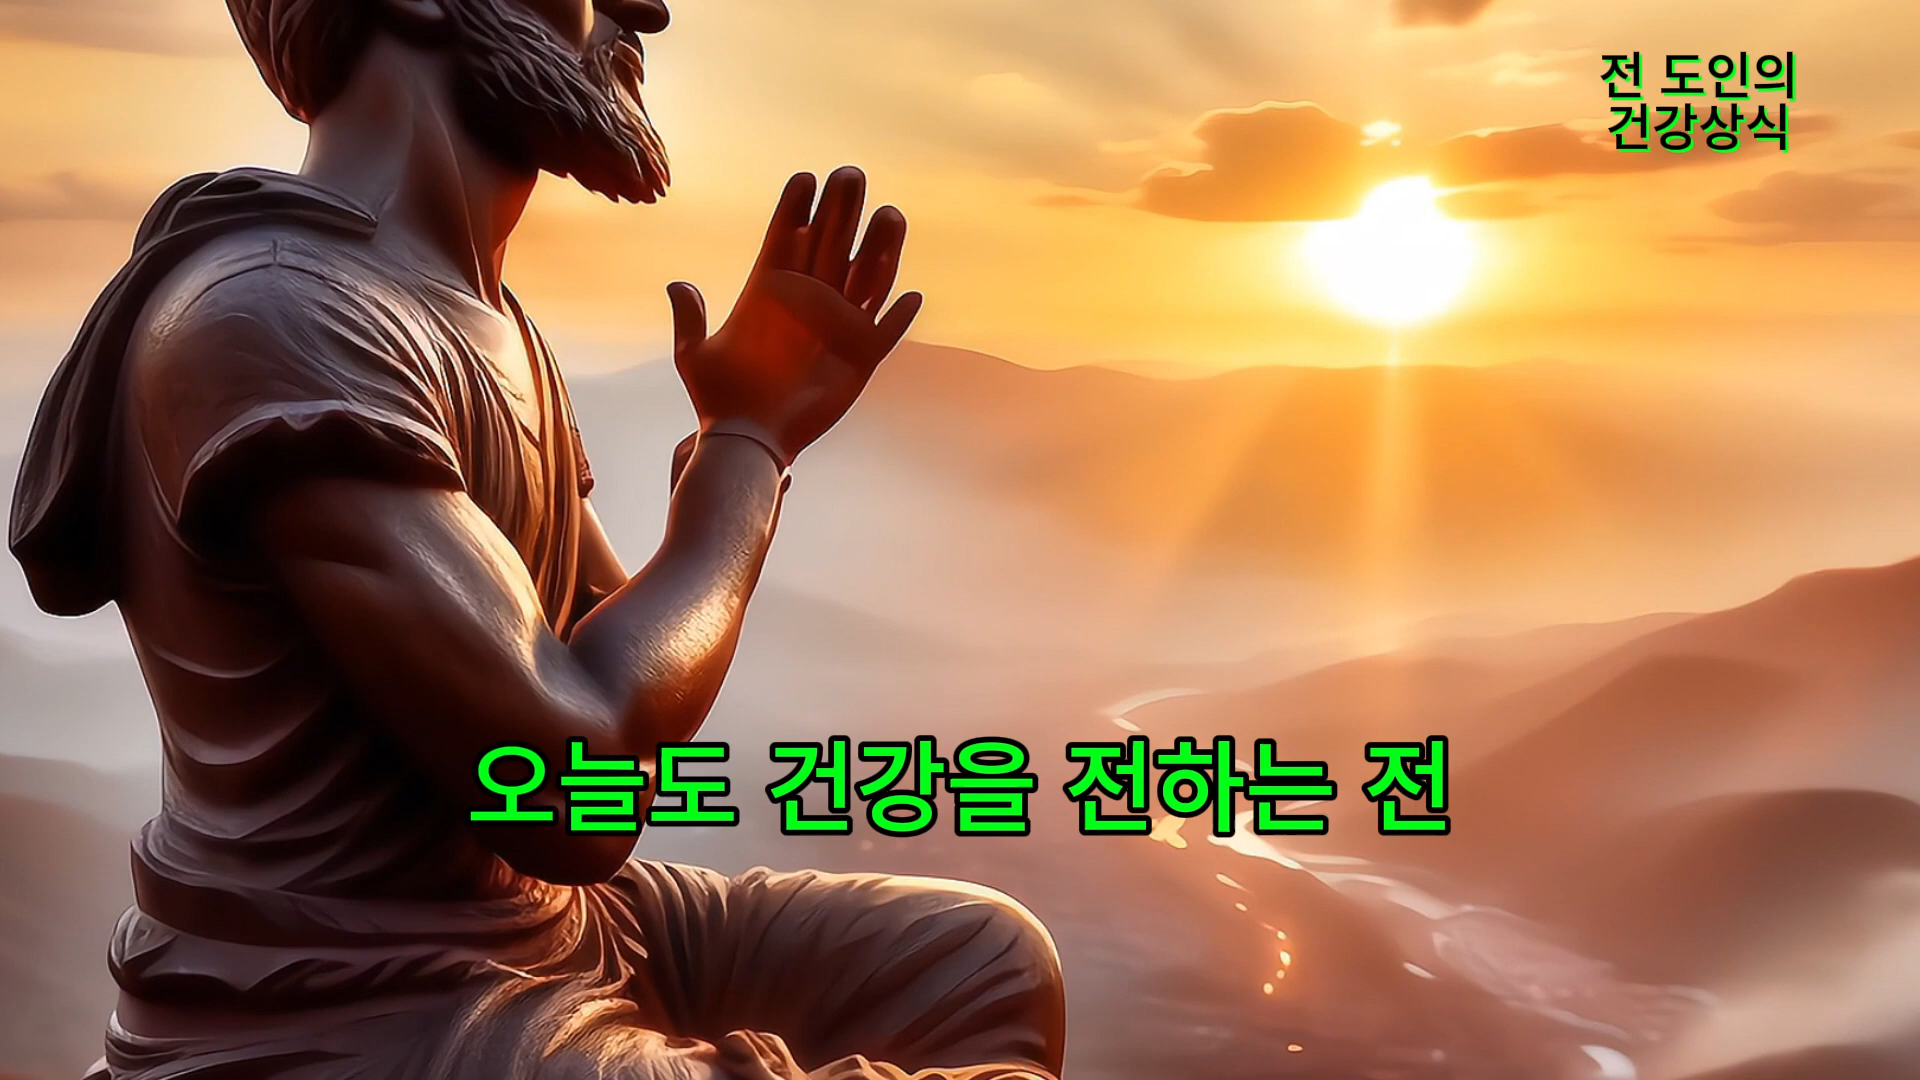 전 도인의
건강상식
오늘도 건강을 전하는 전